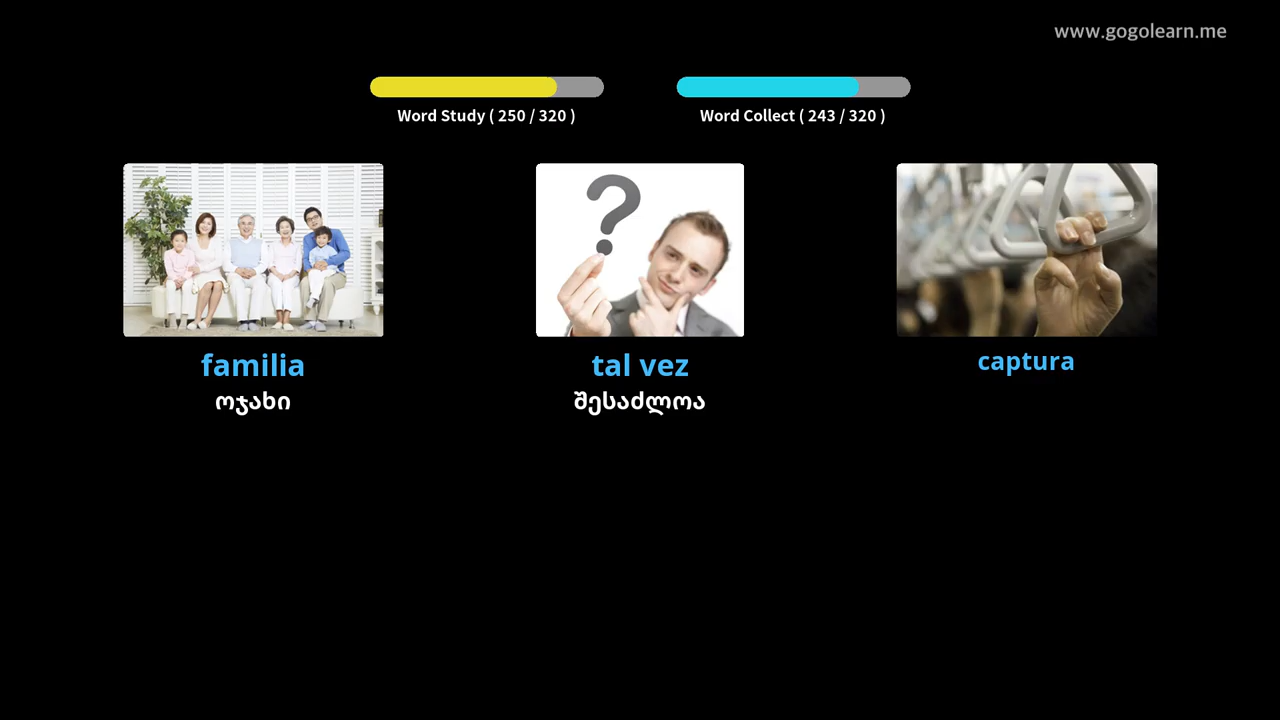 www.gogolearn.me
Word Study ( 250 / 320 )
Word Collect ( 243 / 320 )
familia
ოჯახი
tal vez
შესაძლოა
captura